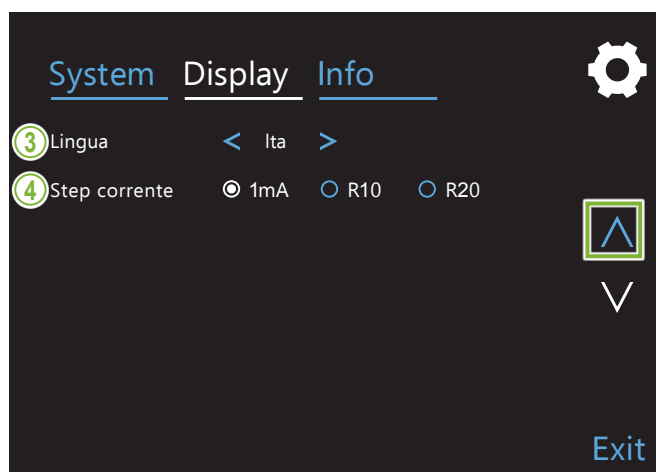 System Display Info
3 Lingua < Ita >
4 Step corrente 1mA R10 R20
Exit